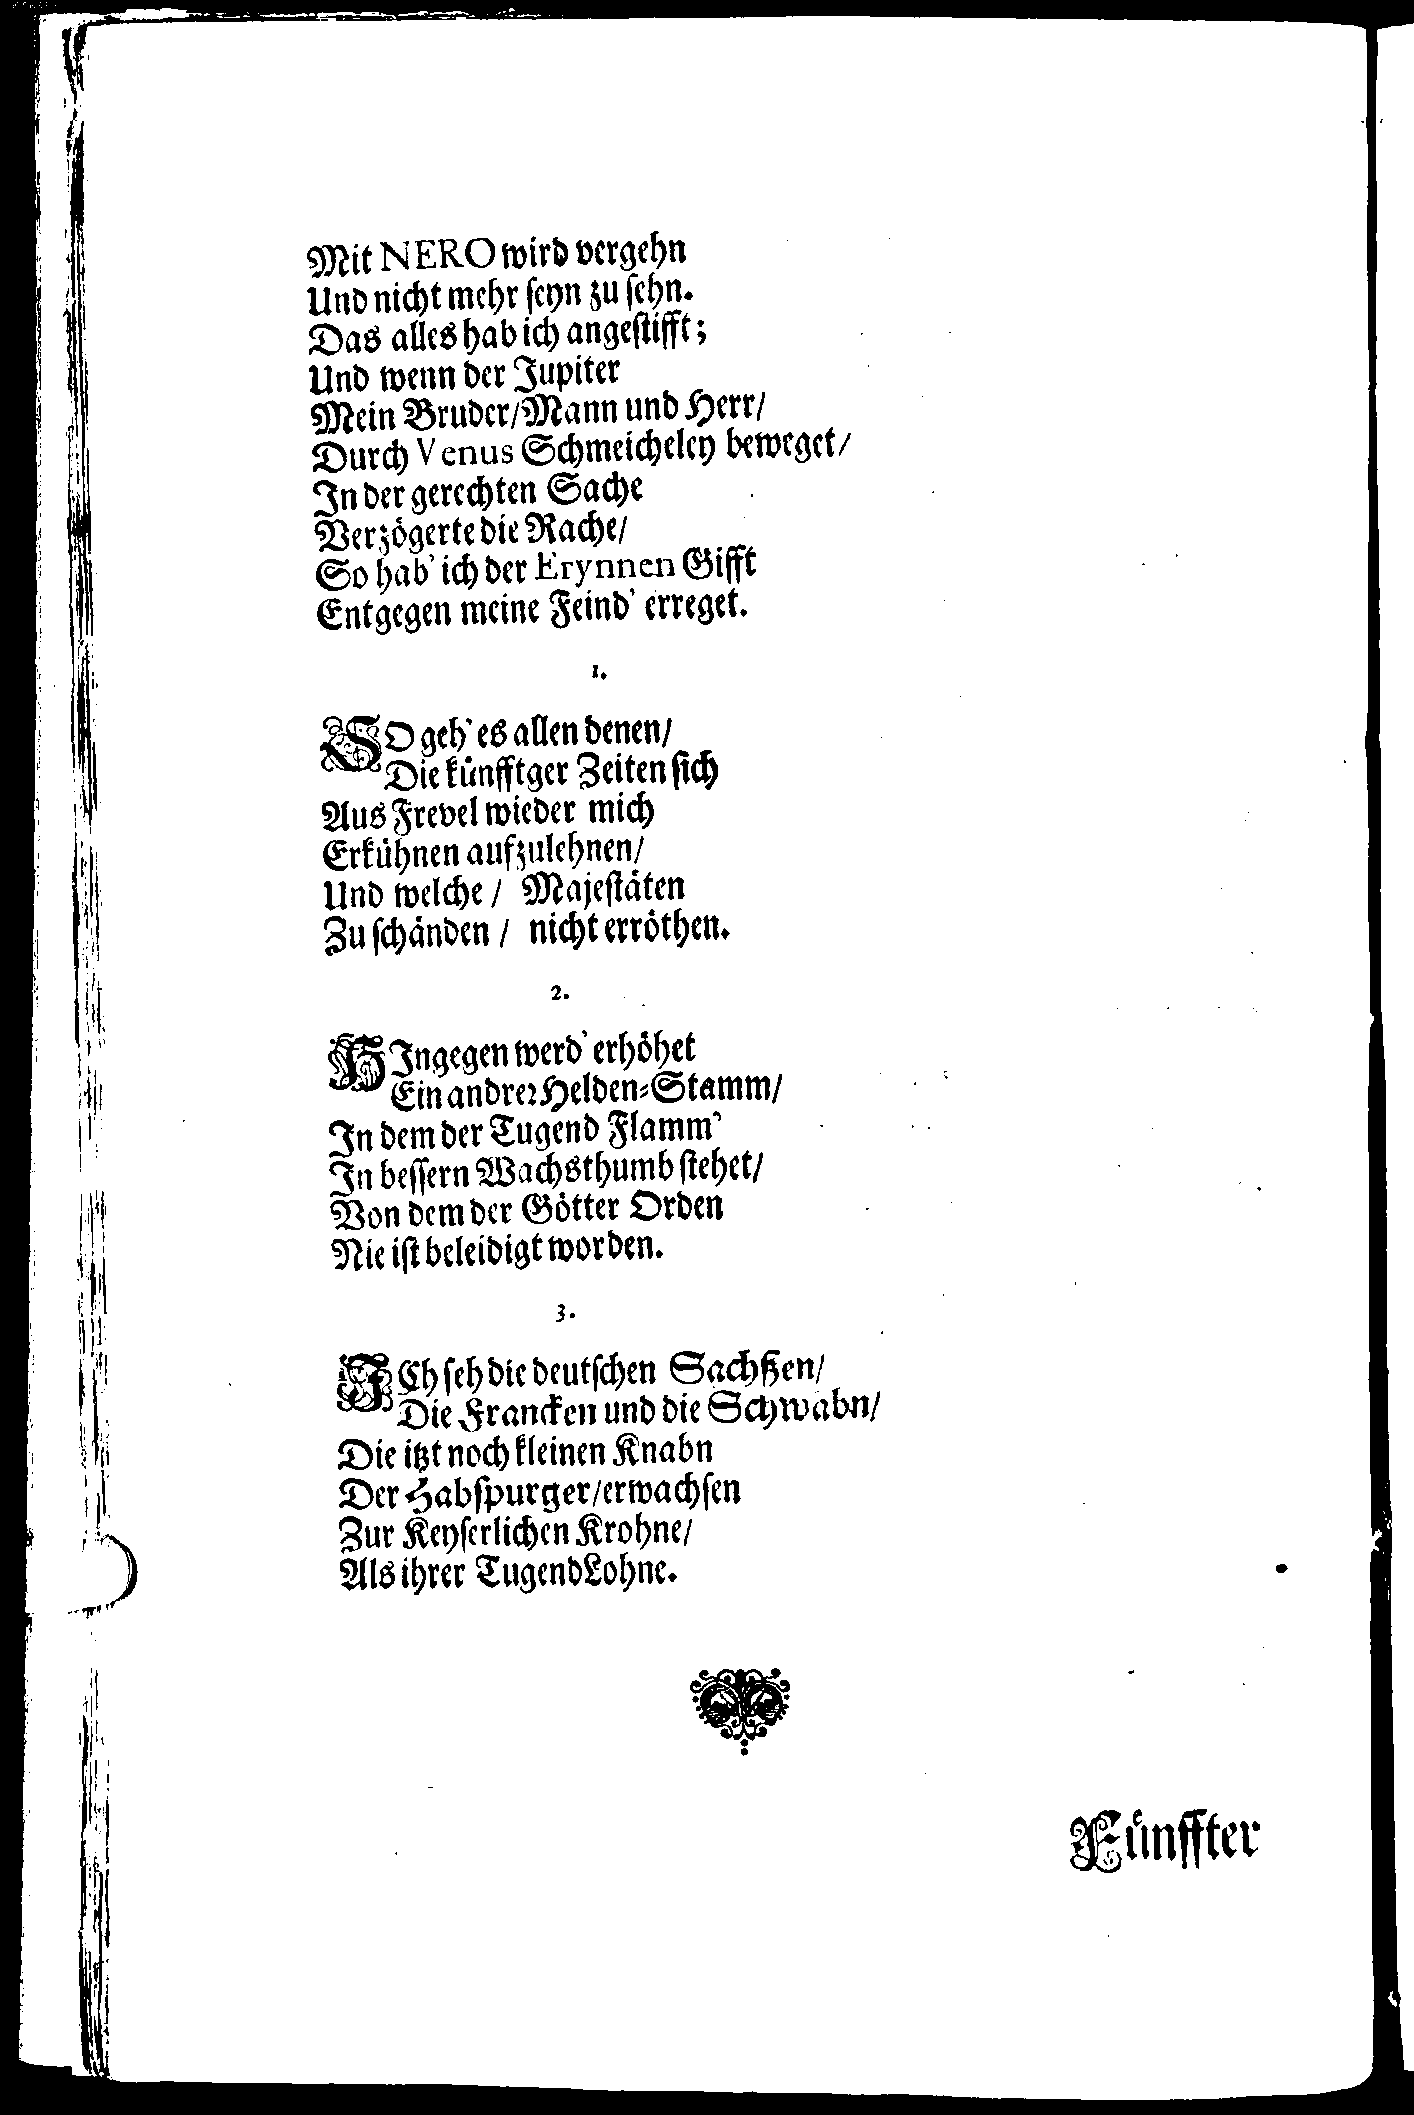 Mit NERO wird vergehn
Und nicht mehr seyn zu sehn.
Das alles hab ich angestifft;
Und wenn der Jupiter
Mein Bruder/Mann und Herr/
Durch Venus Schmeicheley beweget/
In der gerechten Sache
Verzögerte die Rache/
So hab' ich der Erynnen Gifft
Entgegen meine Feind' erreget.
1.
SO geh' es allen denen/
Die künfftger Zeiten sich
Aus Frevel wieder mich
Erkühnen aufzulehnen/
Und welche / Majestäten
Zu schänden / nicht erröthen.
2.
HIngegen werd' erhöhet
Ein andrer Helden-Stamm/
In dem der Tugend Flamm'
In bessern Wachsthumb stehet/
Von dem der Götter Orden
Nie ist beleidigt worden.
3.
ICh seh die deutschen Sachßen/
Die Francken und die Schwabn/
Die itzt noch kleinen Knabn
Der Habspurger/erwachsen
Zur Keyserlichen Krohne/
Als ihrer Tugend Lohne.
Fünffter